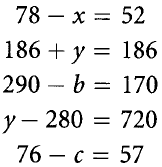 78 − x = 52
186 + y = 186
290 − b = 170
y − 280 = 720
76 − c = 57